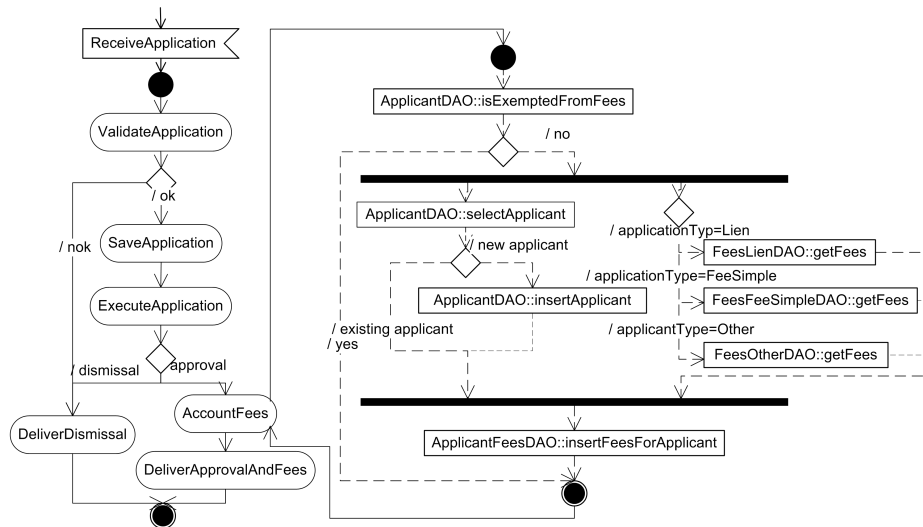 ReceiveApplication
ValidateApplication
/ ok
/ nok
SaveApplication
ExecuteApplication
/ dismissal
approval
AccountFees
DeliverDismissal
DeliverApprovalAndFees
ApplicantDAO::isExemptedFromFees
/ no
ApplicantDAO::selectApplicant
/ new applicant
ApplicantDAO::insertApplicant
/ existing applicant
/ yes
/ applicationTyp=Lien
FeesLienDAO::getFees
/ applicationType=FeeSimple
FeesFeeSimpleDAO::getFees
/ applicantType=Other
FeesOtherDAO::getFees
ApplicantFeesDAO::insertFeesForApplicant